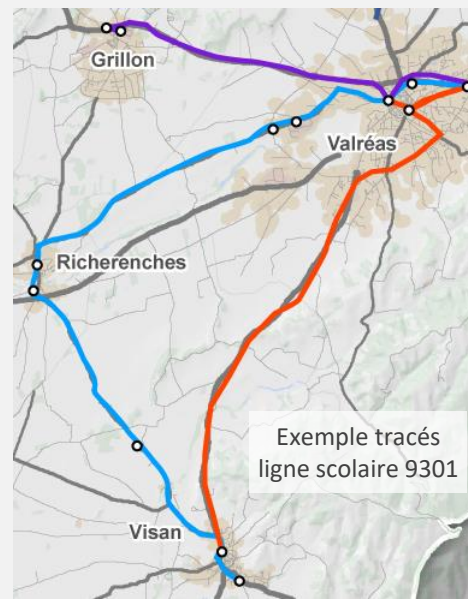 Grillon
Valréas
Richerenches
Exemple tracés
ligne scolaire 9301
Visan